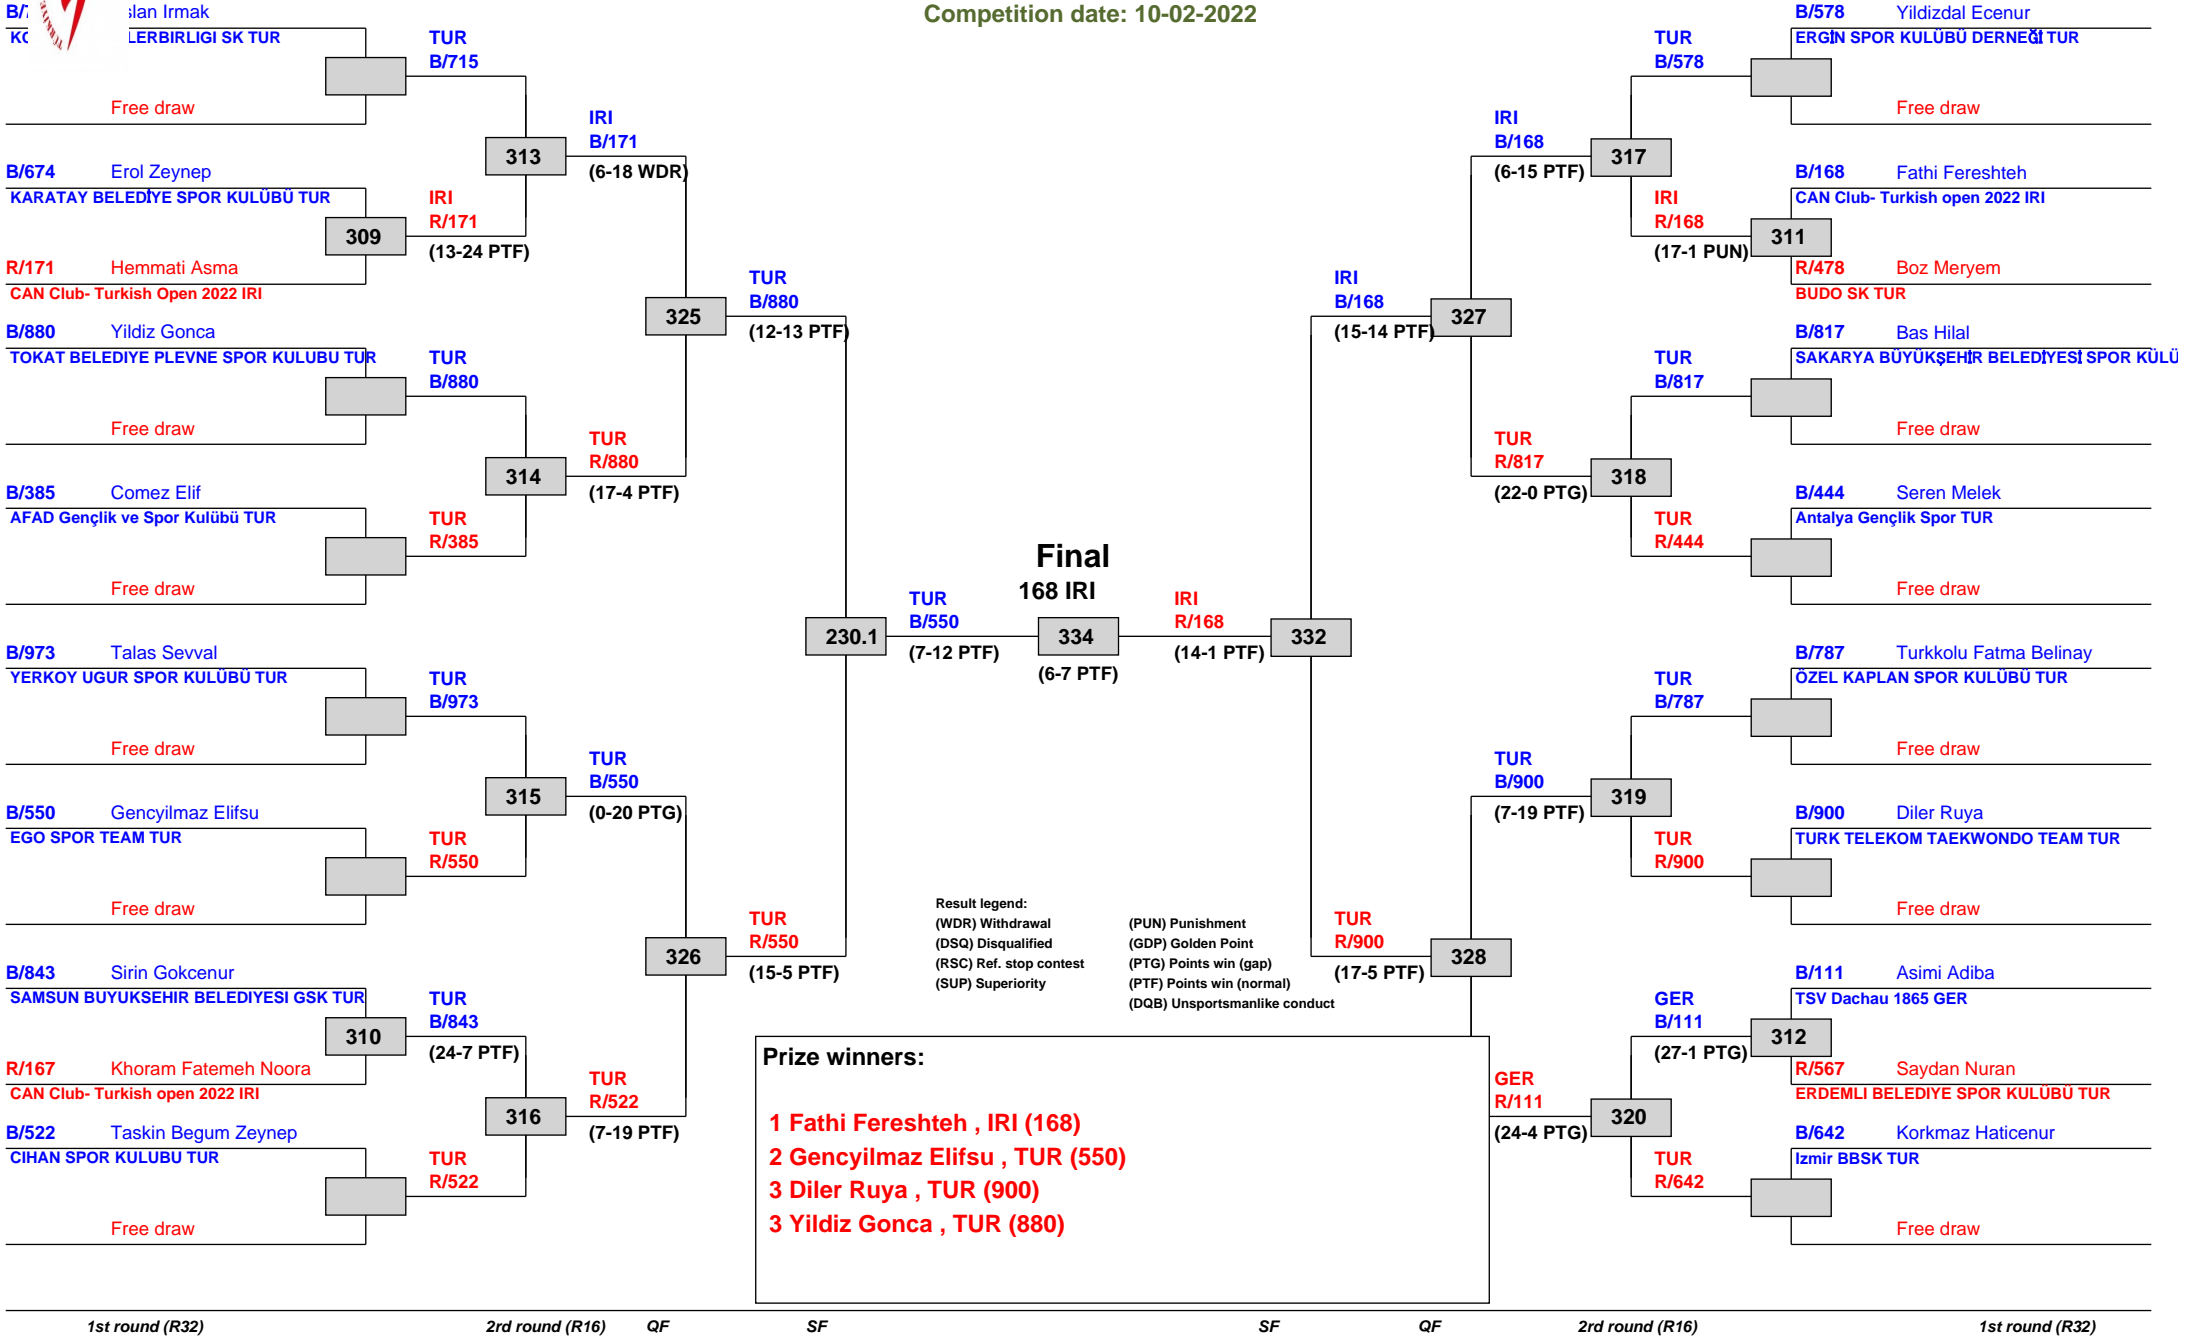 Competition date: 10-02-2022
slan Irmak
LERBIRLIGI SK TUR
Free draw
B/674 Erol Zeynep
KARATAY BELEDİYE SPOR KULÜBÜ TUR
309
R/171 Hemmati Asma
CAN Club- Turkish Open 2022 IRI
B/880 Yildiz Gonca
TOKAT BELEDIYE PLEVNE SPOR KULUBU TUR
Free draw
B/385 Comez Elif
AFAD Gençlik ve Spor Kulübü TUR
Free draw
B/973 Talas Sevval
YERKOY UGUR SPOR KULÜBÜ TUR
Free draw
B/550 Gencyilmaz Elifsu
EGO SPOR TEAM TUR
Free draw
B/843 Sirin Gokcenur
SAMSUN BUYUKSEHIR BELEDIYESI GSK TUR
310
R/167 Khoram Fatemeh Noora
CAN Club- Turkish open 2022 IRI
B/522 Taskin Begum Zeynep
CIHAN SPOR KULUBU TUR
Free draw
TUR
B/715
313
IRI
R/171
(13-24 PTF)
TUR
B/880
314
TUR
R/385
TUR
B/973
315
TUR
R/550
TUR
B/843
(24-7 PTF)
316
TUR
R/522
IRI
B/171
(6-18 WDR)
325
TUR
R/880
(17-4 PTF)
TUR
B/550
(0-20 PTG)
326
TUR
R/522
(7-19 PTF)
TUR
B/880
(12-13 PTF)
230.1
TUR
R/550
(15-5 PTF)
TUR
B/550
(7-12 PTF)
Final
168 IRI
334
(6-7 PTF)
IRI
R/168
(14-1 PTF)
332
IRI
B/168
(15-14 PTF)
327
TUR
R/900
(17-5 PTF)
328
IRI
B/168
(6-15 PTF)
317
TUR
R/817
(22-0 PTG)
318
TUR
B/900
(7-19 PTF)
319
GER
R/111
(24-4 PTG)
320
TUR
B/578
IRI
R/168
(17-1 PUN)
311
TUR
B/817
TUR
R/444
TUR
B/787
TUR
R/900
GER
B/111
(27-1 PTG)
312
TUR
R/642
B/578 Yildizdal Ecenur
ERGİN SPOR KULÜBÜ DERNEĞİ TUR
Free draw
B/168 Fathi Fereshteh
CAN Club- Turkish open 2022 IRI
R/478 Boz Meryem
BUDO SK TUR
B/817 Bas Hilal
SAKARYA BÜYÜKŞEHİR BELEDİYESİ SPOR KÜLÜ
Free draw
B/444 Seren Melek
Antalya Gençlik Spor TUR
Free draw
B/787 Turkkolu Fatma Belinay
ÖZEL KAPLAN SPOR KULÜBÜ TUR
Free draw
B/900 Diler Ruya
TURK TELEKOM TAEKWONDO TEAM TUR
Free draw
B/111 Asimi Adiba
TSV Dachau 1865 GER
R/567 Saydan Nuran
ERDEMLI BELEDIYE SPOR KULÜBÜ TUR
B/642 Korkmaz Haticenur
Izmir BBSK TUR
Free draw
Result legend:
(WDR) Withdrawal (PUN) Punishment
(DSQ) Disqualified (GDP) Golden Point
(RSC) Ref. stop contest (PTG) Points win (gap)
(SUP) Superiority (PTF) Points win (normal)
(DQB) Unsportsmanlike conduct
Prize winners:
1 Fathi Fereshteh , IRI (168)
2 Gencyilmaz Elifsu , TUR (550)
3 Diler Ruya , TUR (900)
3 Yildiz Gonca , TUR (880)
1st round (R32) 2rd round (R16) QF SF SF QF 2rd round (R16) 1st round (R32)